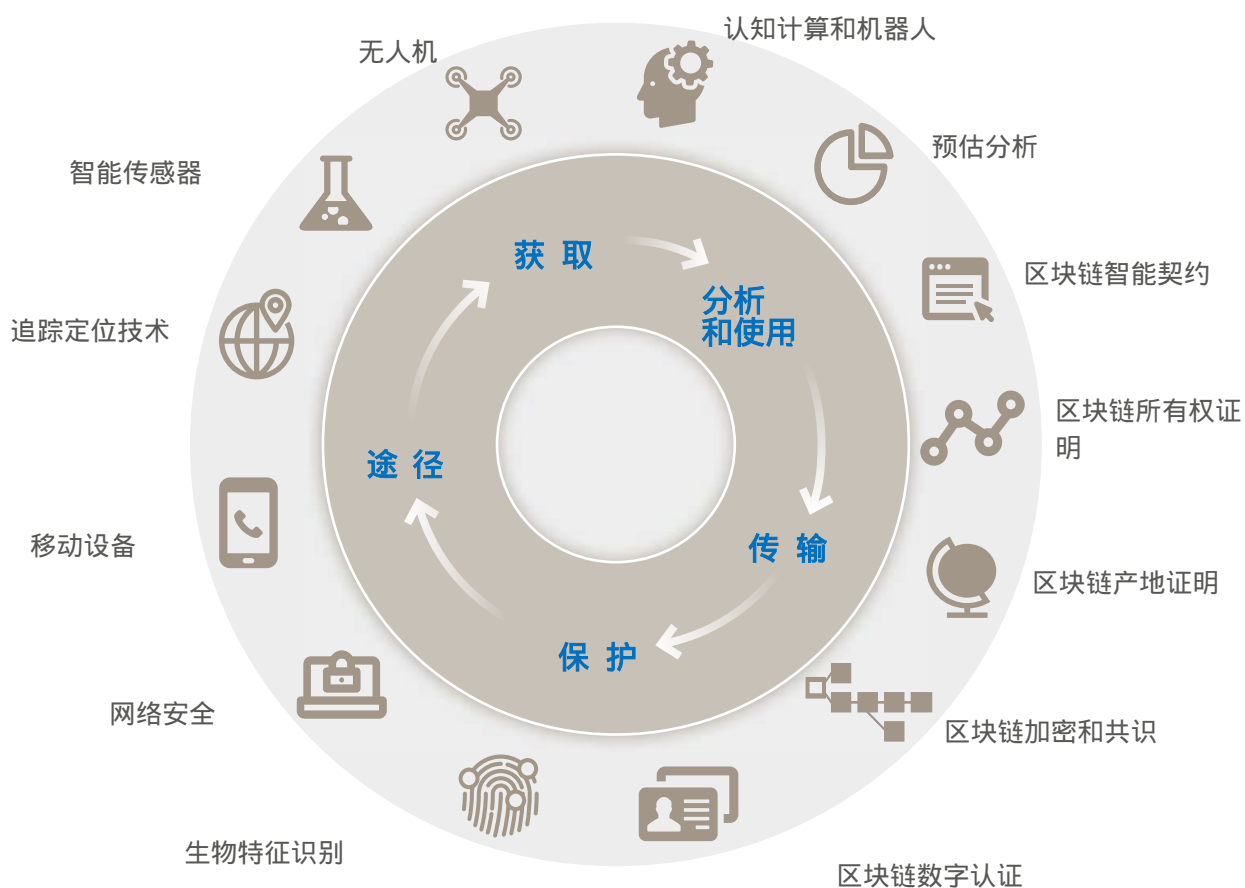 认知计算和机器人
无人机
预估分析
智能传感器
获 取
区块链智能契约
分析
和使用
追踪定位技术
区块链所有权证
明
途 径
移动设备
传 输
区块链产地证明
保 护
网络安全
区块链加密和共识
生物特征识别
区块链数字认证